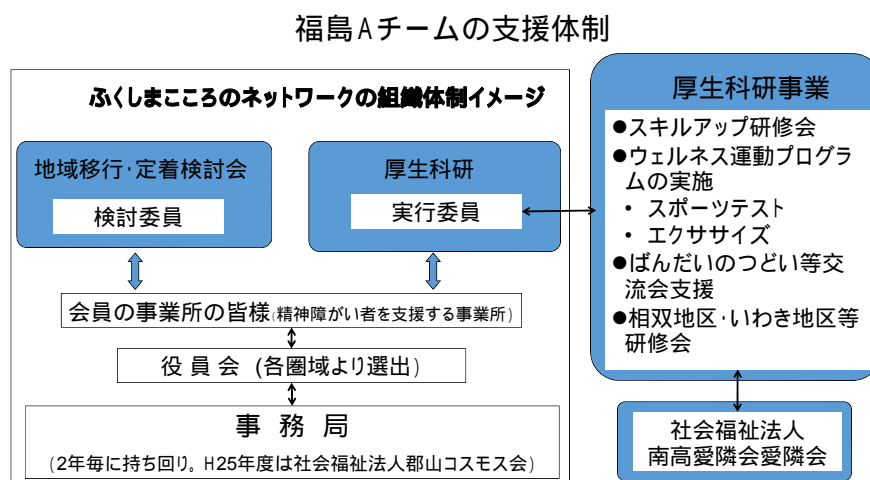 福島Aチームの支援体制
ふくしまこころのネットワークの組織体制イメージ
地域移行・定着検討会
検討委員
厚生科研
実行委員
会員の事業所の皆様(精神障がい者を支援する事業所)
役員会 (各圏域より選出)
事務局
(2年毎に持ち回り。H25年度は社会福祉法人郡山コスモス会)
厚生科研事業
●スキルアップ研修会
●ウェルネス運動プログラ
ムの実施
・ スポーツテスト
・ エクササイズ
●ばんだいのつどい等交
流会支援
●相双地区・いわき地区等
研修会
社会福祉法人
南高愛隣会愛隣会